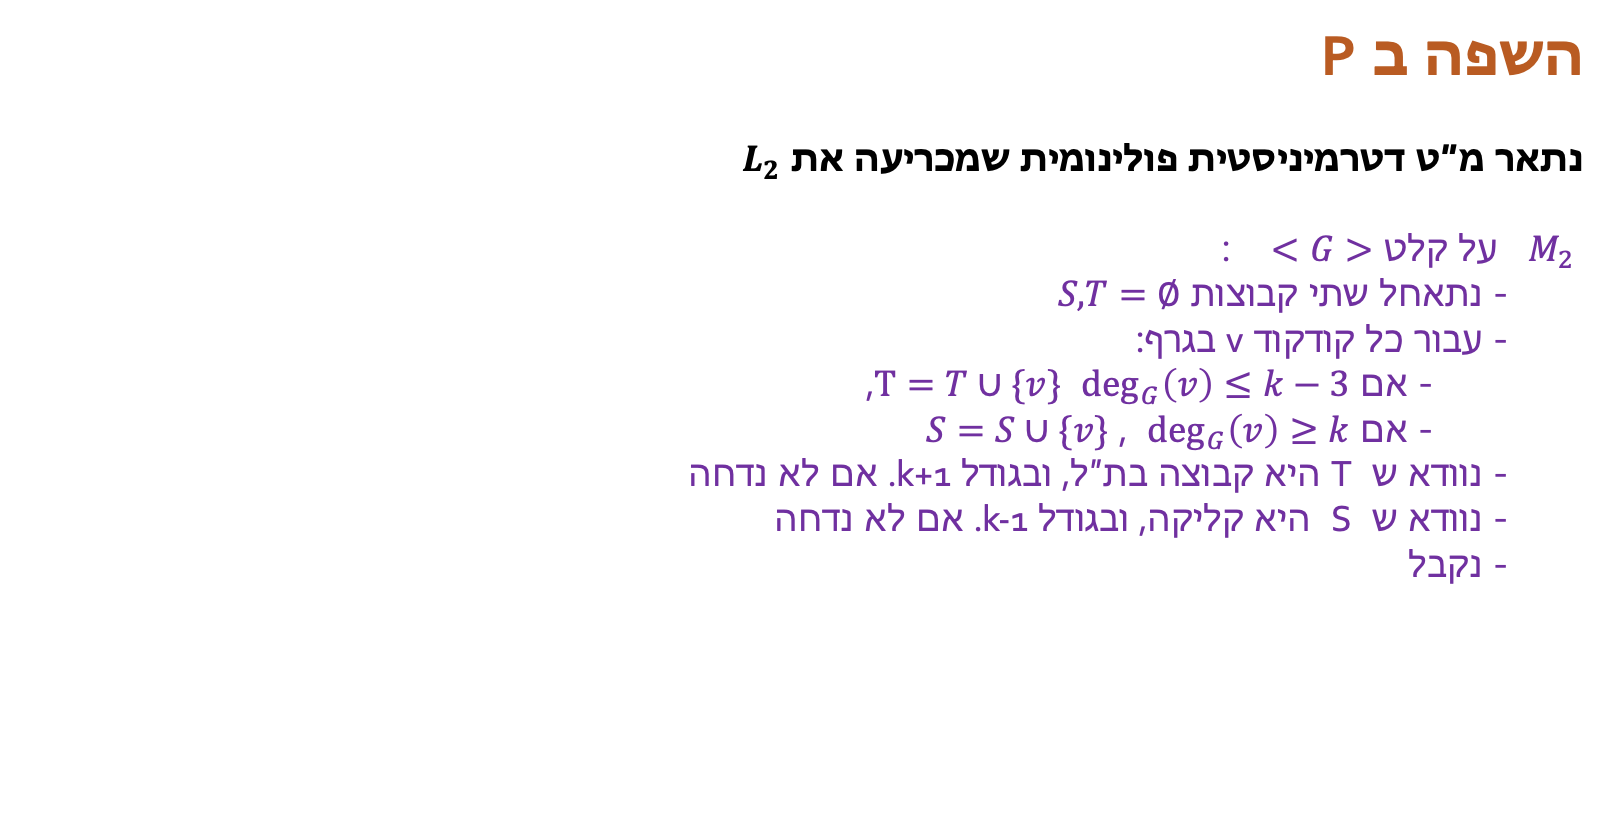 השפה ב P
נתאר מ"ט דטרמיניסטית פולינומית שמכריעה את L₂
M₂ על קלט < G > :
- נתאחל שתי קבוצות S,T = ∅
- עבור כל קודקוד v בגרף:
- אם deg_G(v) ≤ k − 3 T = T ∪ {v},
- אם deg_G(v) ≥ k , S = S ∪ {v}
- נוודא ש T היא קבוצה בת"ל, ובגודל k+1. אם לא נדחה
- נוודא ש S היא קליקה, ובגודל k-1. אם לא נדחה
- נקבל